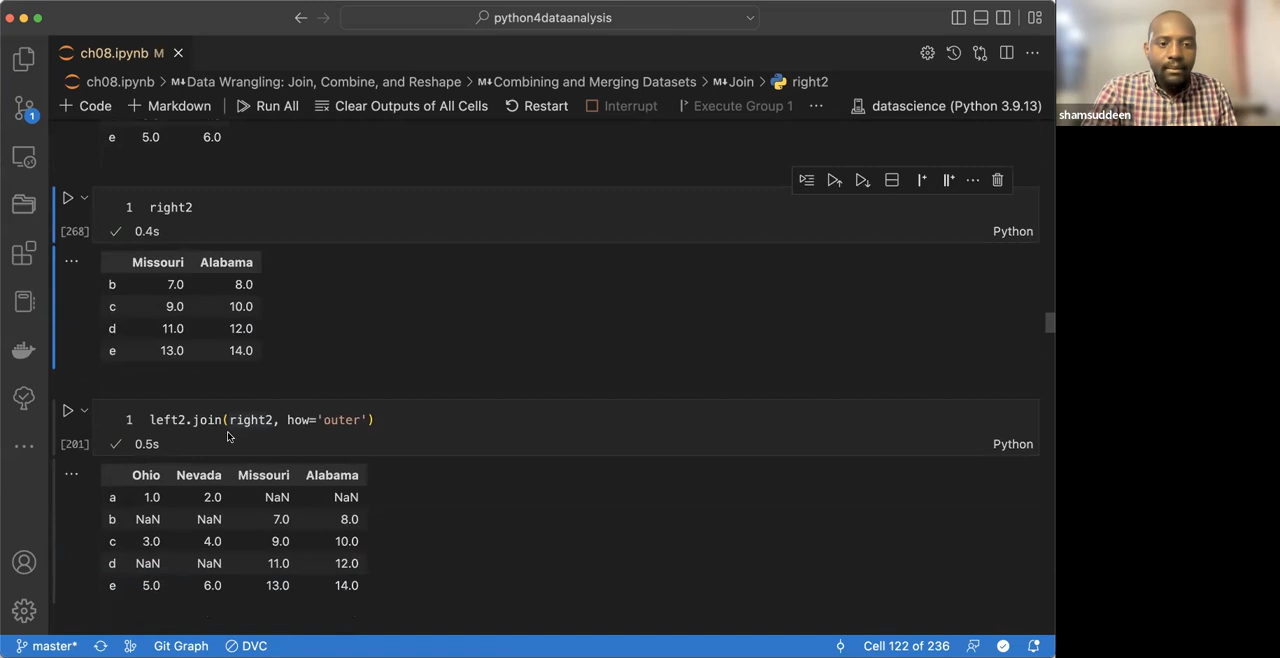 python4dataanalysis
ch08.ipynb M
ch08.ipynb > M↓Data Wrangling: Join, Combine, and Reshape > M↓Combining and Merging Datasets > M↓Join > right2
+ Code + Markdown Run All Clear Outputs of All Cells Restart Interrupt Execute Group 1 ... datascience (Python 3.9.13)
shamsuddeen
e 5.0 6.0
1 right2
[268] 0.4s Python
Missouri Alabama
b 7.0 8.0
c 9.0 10.0
d 11.0 12.0
e 13.0 14.0
1 left2.join(right2, how='outer')
[201] 0.5s Python
Ohio Nevada Missouri Alabama
a 1.0 2.0 NaN NaN
b NaN NaN 7.0 8.0
c 3.0 4.0 9.0 10.0
d NaN NaN 11.0 12.0
e 5.0 6.0 13.0 14.0
1
master* Git Graph DVC Cell 122 of 236